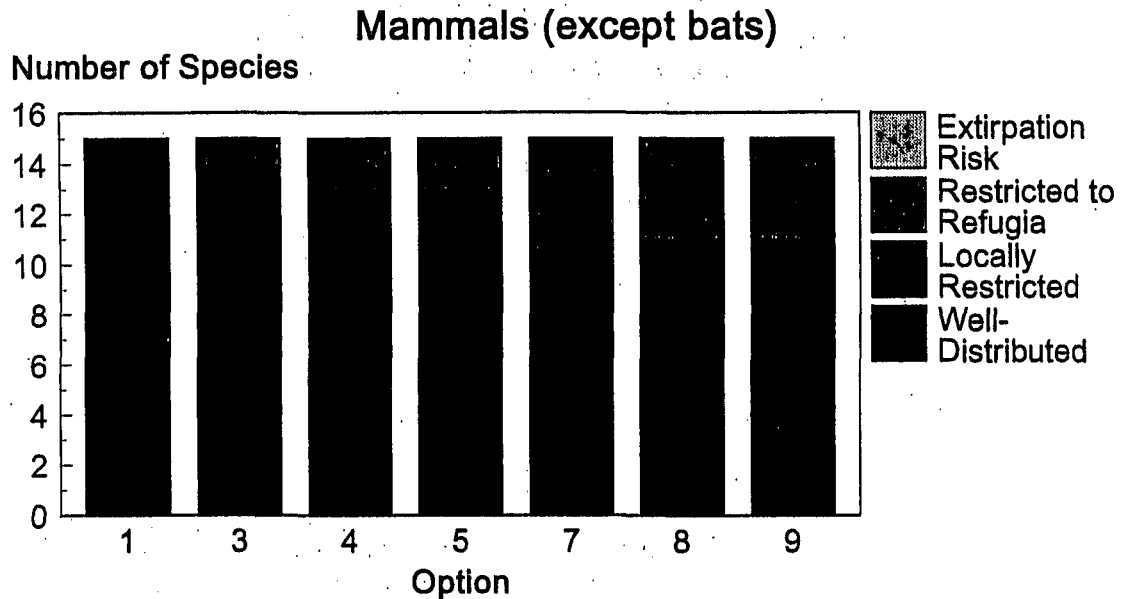 Mammals (except bats)
Number of Species
16
14
12
10
8
6
4
2
0
1 3 4 5 7 8 9
Option
Extirpation
Risk
Restricted to
Refugia
Locally
Restricted
Well-
Distributed